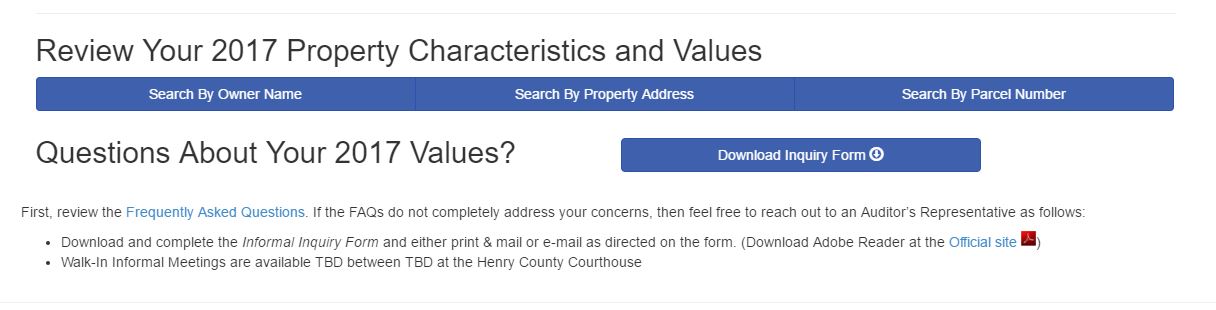 Review Your 2017 Property Characteristics and Values
Search By Owner Name Search By Property Address Search By Parcel Number
Questions About Your 2017 Values? Download Inquiry Form
First, review the Frequently Asked Questions. If the FAQs do not completely address your concerns, then feel free to reach out to an Auditor's Representative as follows:
• Download and complete the Informal Inquiry Form and either print & mail or e-mail as directed on the form. (Download Adobe Reader at the Official site )
• Walk-In Informal Meetings are available TBD between TBD at the Henry County Courthouse